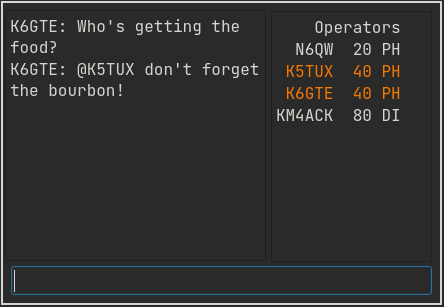 K6GTE: Who's getting the
food?
K6GTE: @K5TUX don't forget
the bourbon!
Operators
N6QW 20 PH
K5TUX 40 PH
K6GTE 40 PH
KM4ACK 80 DI